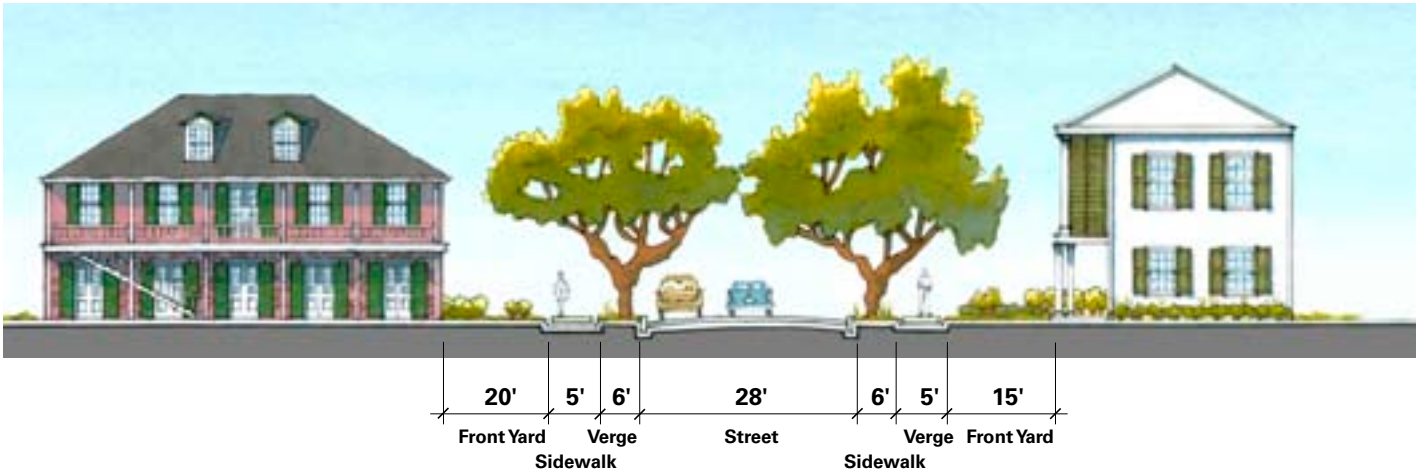 20' 5' 6' 28' 6' 5' 15'
Front Yard Verge Street Verge Front Yard
Sidewalk Sidewalk